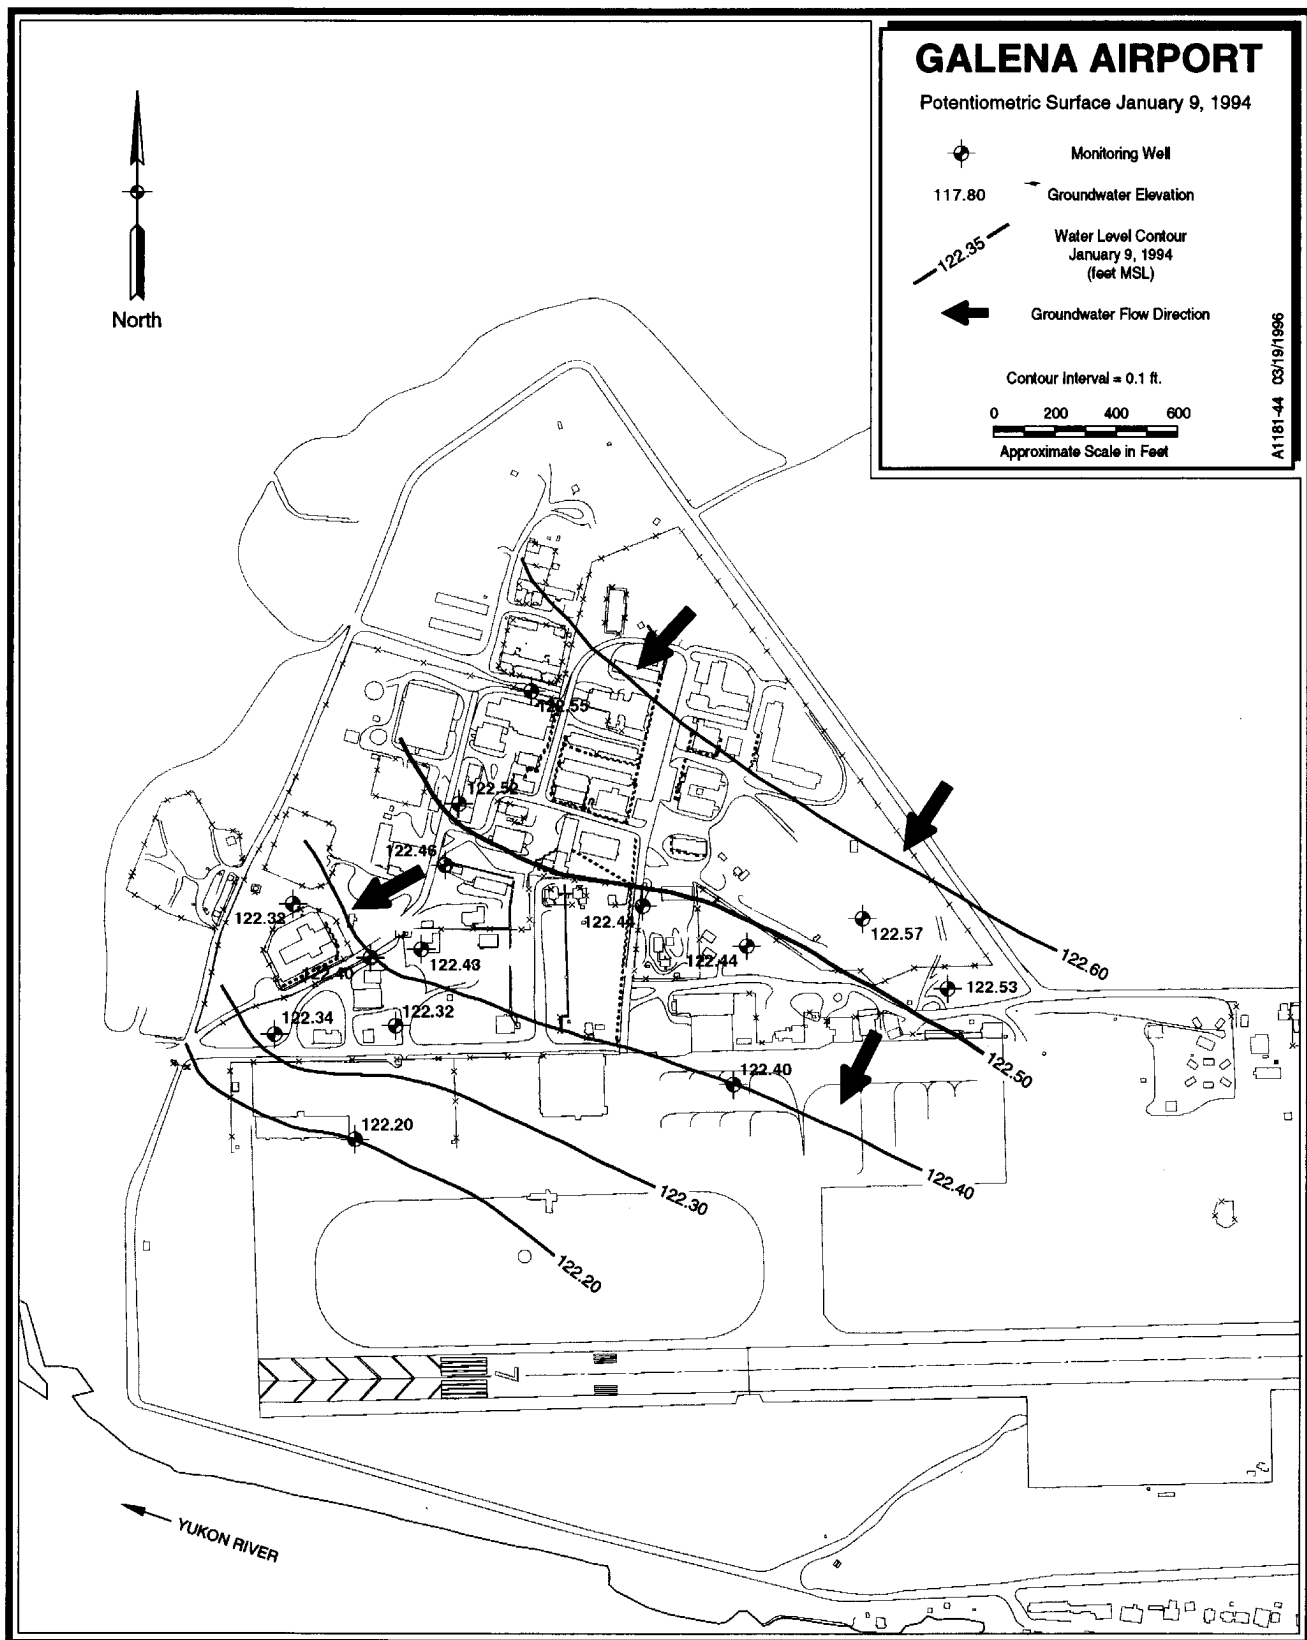 GALENA AIRPORT
Potentiometric Surface January 9, 1994
Monitoring Well
117.80 Groundwater Elevation
122.35
Water Level Contour
January 9, 1994
(feet MSL)
Groundwater Flow Direction
Contour Interval = 0.1 ft.
0 200 400 600
Approximate Scale in Feet
A1181-44 03/19/1996
North
122.55
122.52
122.46
122.32
122.44
122.57
122.43
122.44
122.40
122.60
122.53
122.34
122.32
122.50
122.40
122.20
122.40
122.30
122.20
YUKON RIVER